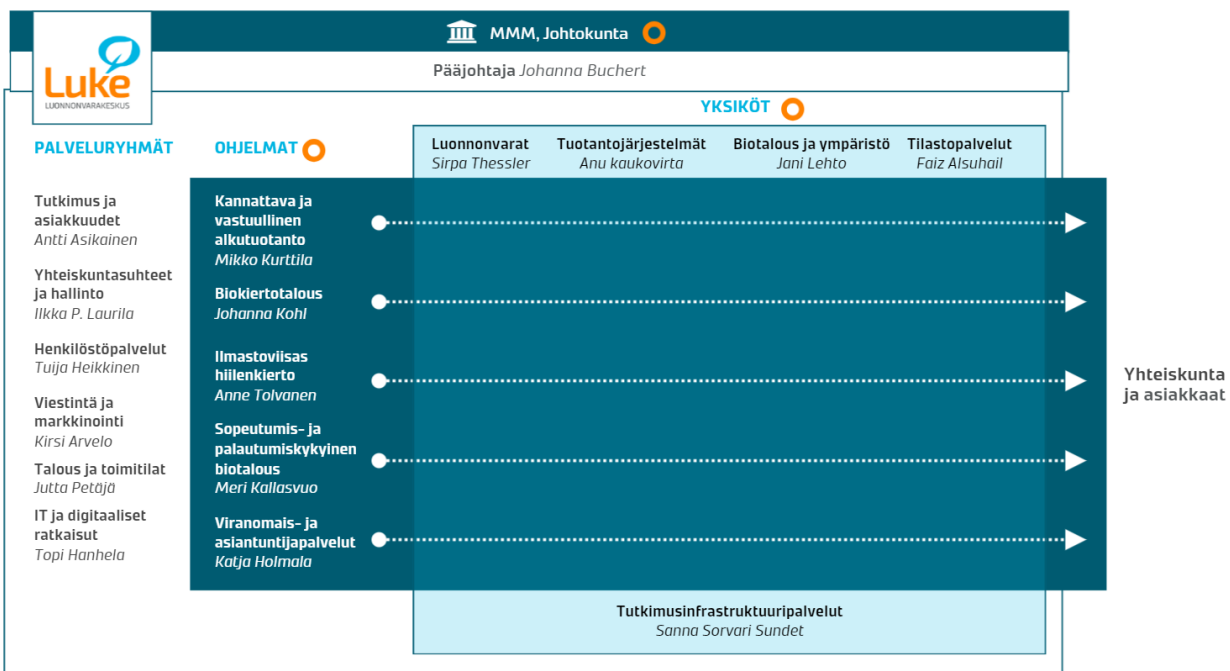 MMM, Johtokunta
Luke
LUONNONVARAKESKUS
Pääjohtaja Johanna Buchert
YKSIKÖT
PALVELURYHMÄT
OHJELMAT
Luonnonvarat
Sirpa Thessler
Tuotantojärjestelmät
Anu kaukovirta
Biotalous ja ympäristö
Jani Lehto
Tilastopalvelut
Faiz Alsuhail
Tutkimus ja
asiakkuudet
Antti Asikainen
Yhteiskuntasuhteet
ja hallinto
Ilkka P. Laurila
Henkilöstöpalvelut
Tuija Heikkinen
Viestintä ja
markkinointi
Kirsi Arvelo
Talous ja toimitilat
Jutta Petäjä
IT ja digitaaliset
ratkaisut
Topi Hanhela
Kannattava ja
vastuullinen
alkutuotanto
Mikko Kurttila
Biokiertotalous
Johanna Kohl
Ilmastoviisas
hiilenkierto
Anne Tolvanen
Sopeutumis- ja
palautumiskykyinen
biotalous
Meri Kallasvuo
Viranomais- ja
asiantuntijapalvelut
Katja Holmala
Yhteiskunta
ja asiakkaat
Tutkimusinfrastruktuuripalvelut
Sanna Sorvari Sundet